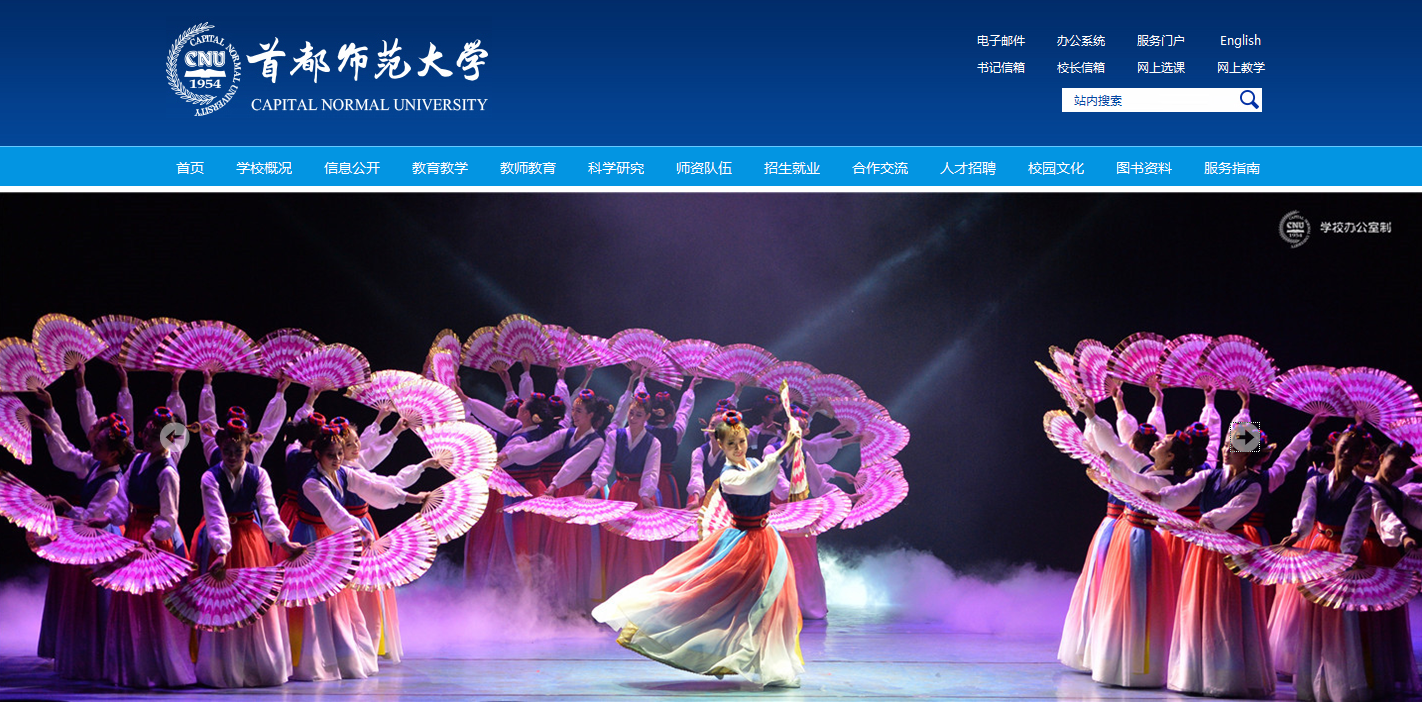 CAPITAL NORMAL UNIVERSITY
CNU
1954
首都师范大学
CAPITAL NORMAL UNIVERSITY
电子邮件 办公系统 服务门户 English
书记信箱 校长信箱 网上选课 网上教学
站内搜索
首页 学校概况 信息公开 教育教学 教师教育 科学研究 师资队伍 招生就业 合作交流 人才招聘 校园文化 图书资料 服务指南
CNU
1954
学校办公室制